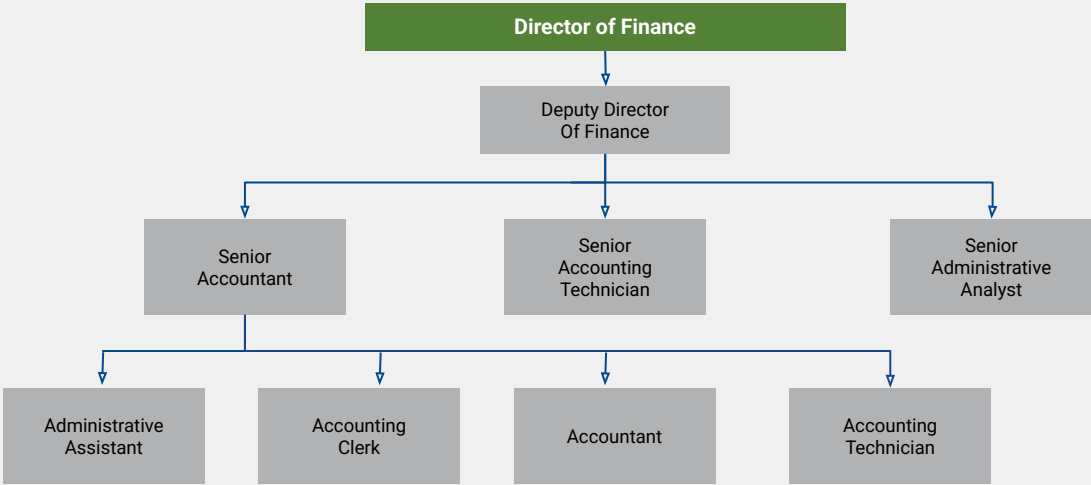 Director of Finance
Deputy Director
Of Finance
Senior
Accountant
Senior
Accounting
Technician
Senior
Administrative
Analyst
Administrative
Assistant
Accounting
Clerk
Accountant
Accounting
Technician